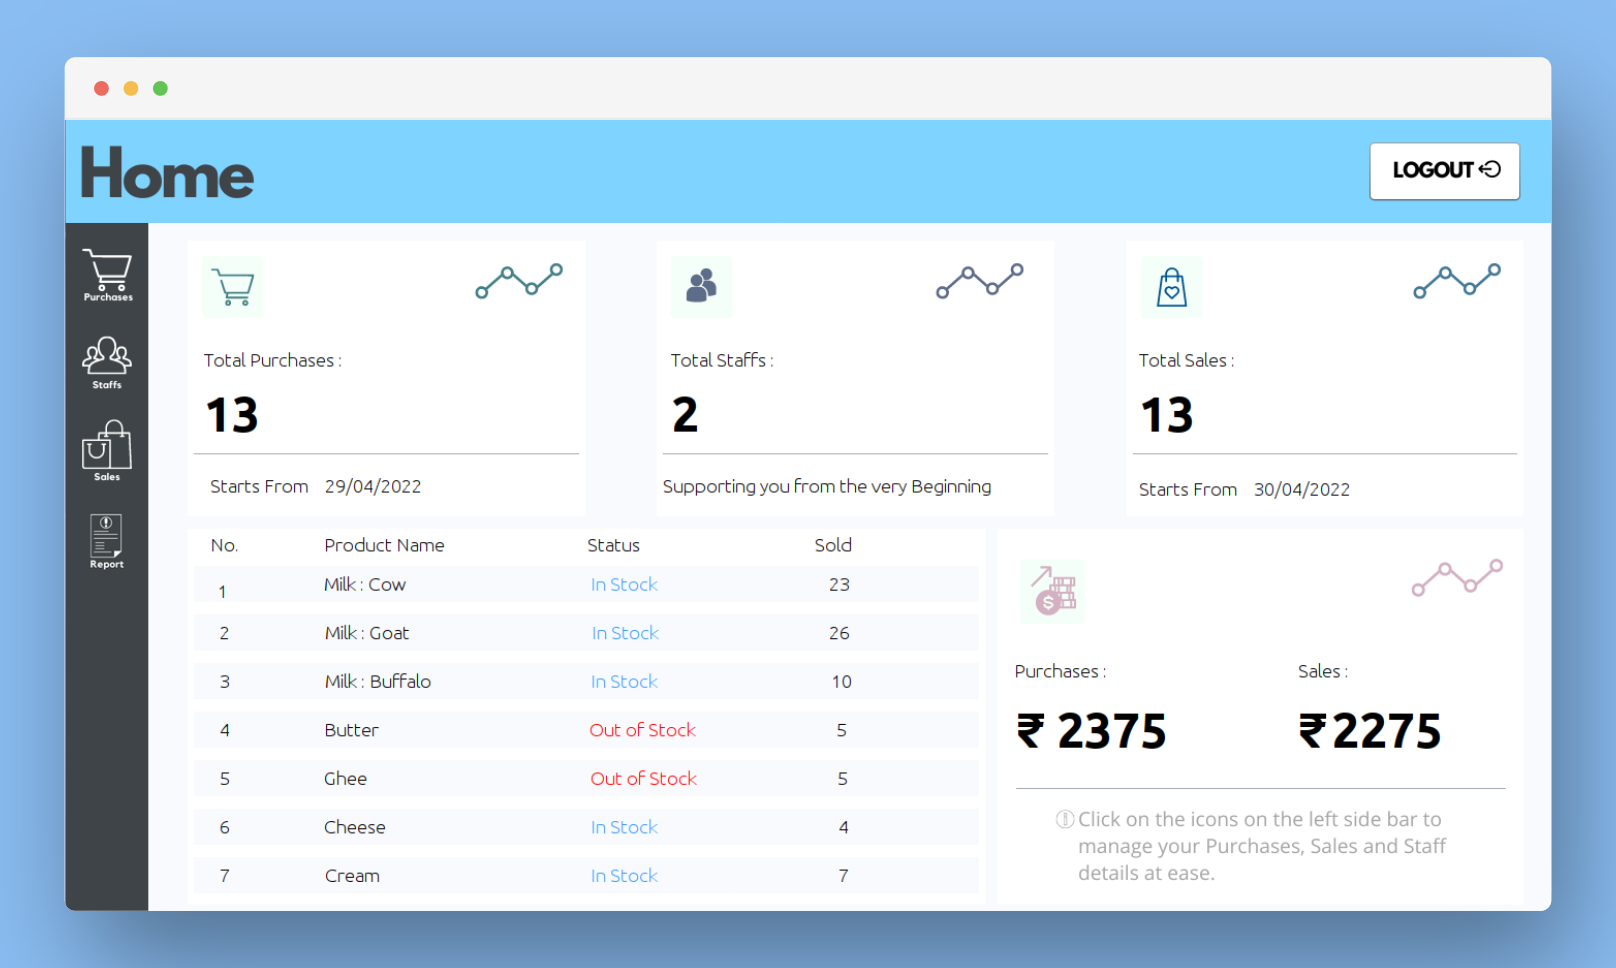 Home
LOGOUT
Purchases
Staffs
Sales
Report
Total Purchases :
13
Starts From 29/04/2022
Total Staffs :
2
Supporting you from the very Beginning
Total Sales :
13
Starts From 30/04/2022
No. Product Name Status Sold
1 Milk : Cow In Stock 23
2 Milk : Goat In Stock 26
3 Milk : Buffalo In Stock 10
4 Butter Out of Stock 5
5 Ghee Out of Stock 5
6 Cheese In Stock 4
7 Cream In Stock 7
Purchases : Sales :
₹ 2375 ₹ 2275
Click on the icons on the left side bar to
manage your Purchases, Sales and Staff
details at ease.